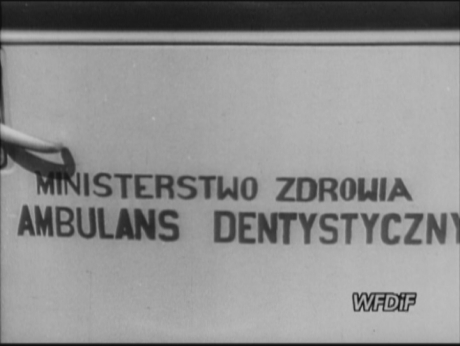 MINISTERSTWO ZDROWIA
AMBULANS DENTYSTYCZNY
WFDiF